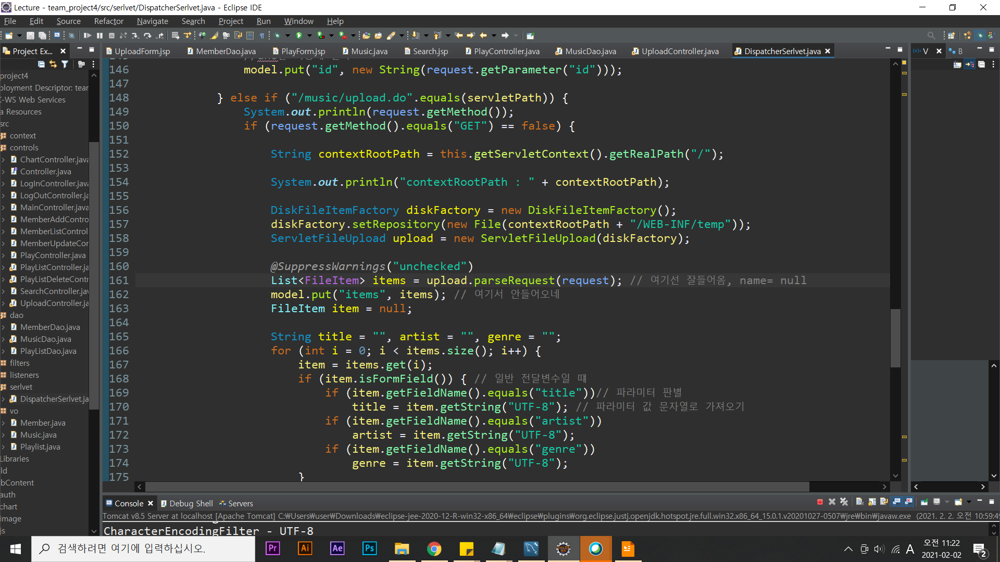 Lecture - team_project4/src/serlvet/DispatcherSerlvet.java - Eclipse IDE
File Edit Source Refactor Navigate Search Project Run Window Help
Project Ex...
UploadForm.jsp MemberDao.java PlayForm.jsp Music.java Search.jsp PlayController.java MusicDao.java UploadController.java DispatcherSerlvet.java
V B
project4
ployment Descriptor: tear
-WS Web Services
a Resources
src
context
controls
ChartController.java
Controller.java
LogInController.java
LogOutController.ja
MainController.java
MemberAddContro
MemberListControl
MemberUpdateCor
PlayController.java
PlayListController.ja
PlayListDeleteContr
SearchController.ja
UploadController.ja
dao
MemberDao.java
MusicDao.java
PlayListDao.java
filters
listeners
serlvet
DispatcherSerlvet.ja
vo
Member.java
Music.java
Playlist.java
Libraries
ld
bContent
auth
chart
image
js
146 model.put("id", new String(request.getParameter("id")));
147
148 } else if ("/music/upload.do".equals(servletPath)) {
149 System.out.println(request.getMethod());
150 if (request.getMethod().equals("GET") == false) {
151
152 String contextRootPath = this.getServletContext().getRealPath("/");
153
154 System.out.println("contextRootPath : " + contextRootPath);
155
156 DiskFileItemFactory diskFactory = new DiskFileItemFactory();
157 diskFactory.setRepository(new File(contextRootPath + "/WEB-INF/temp"));
158 ServletFileUpload upload = new ServletFileUpload(diskFactory);
159
160 @SuppressWarnings("unchecked")
161 List<FileItem> items = upload.parseRequest(request); // 여기선 잘들어옴, name= null
162 model.put("items", items); // 여기서 안들어오네
163 FileItem item = null;
164
165 String title = "", artist = "", genre = "";
166 for (int i = 0; i < items.size(); i++) {
167 item = items.get(i);
168 if (item.isFormField()) { // 일반 전달변수일 떄
169 if (item.getFieldName().equals("title"))// 파라미터 판별
170 title = item.getString("UTF-8"); // 파라미터 값 문자열로 가져오기
171 if (item.getFieldName().equals("artist"))
172 artist = item.getString("UTF-8");
173 if (item.getFieldName().equals("genre"))
174 genre = item.getString("UTF-8");
175 }
Console Debug Shell Servers
Tomcat v8.5 Server at localhost [Apache Tomcat] C:₩Users₩user₩Downloads₩eclipse-jee-2020-12-R-win32-x86_64₩eclipse₩plugins₩org.eclipse.justj.openjdk.hotspot.jre.full.win32.x86_64_15.0.1.v20201027-0507₩jre₩bin₩javaw.exe (2021. 2. 2. 오전 10:59:49
CharacterEncodingFilter - UTF-8
검색하려면 여기에 입력하십시오.
Pr Ai Ae Ps
A
오전 11:22
2021-02-02
2